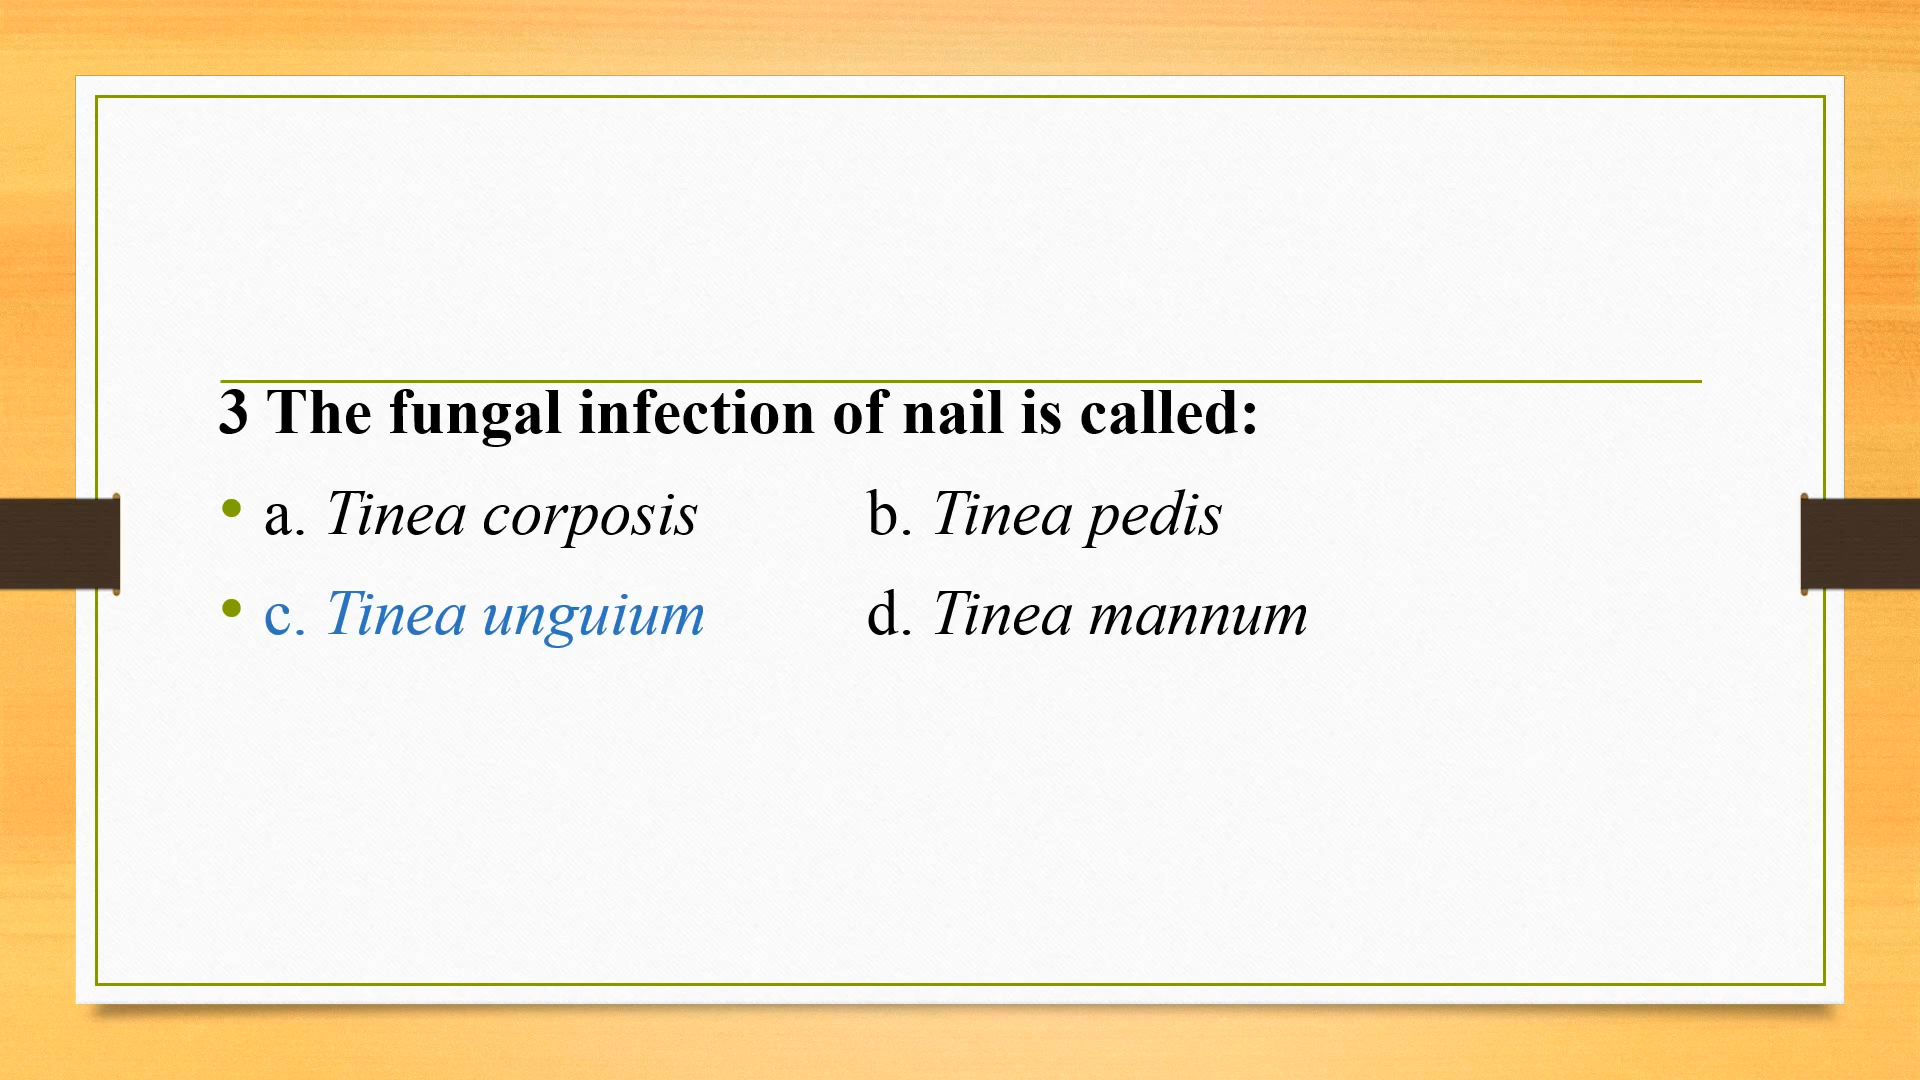 3 The fungal infection of nail is called:
• a. Tinea corposis b. Tinea pedis
• c. Tinea unguium d. Tinea mannum